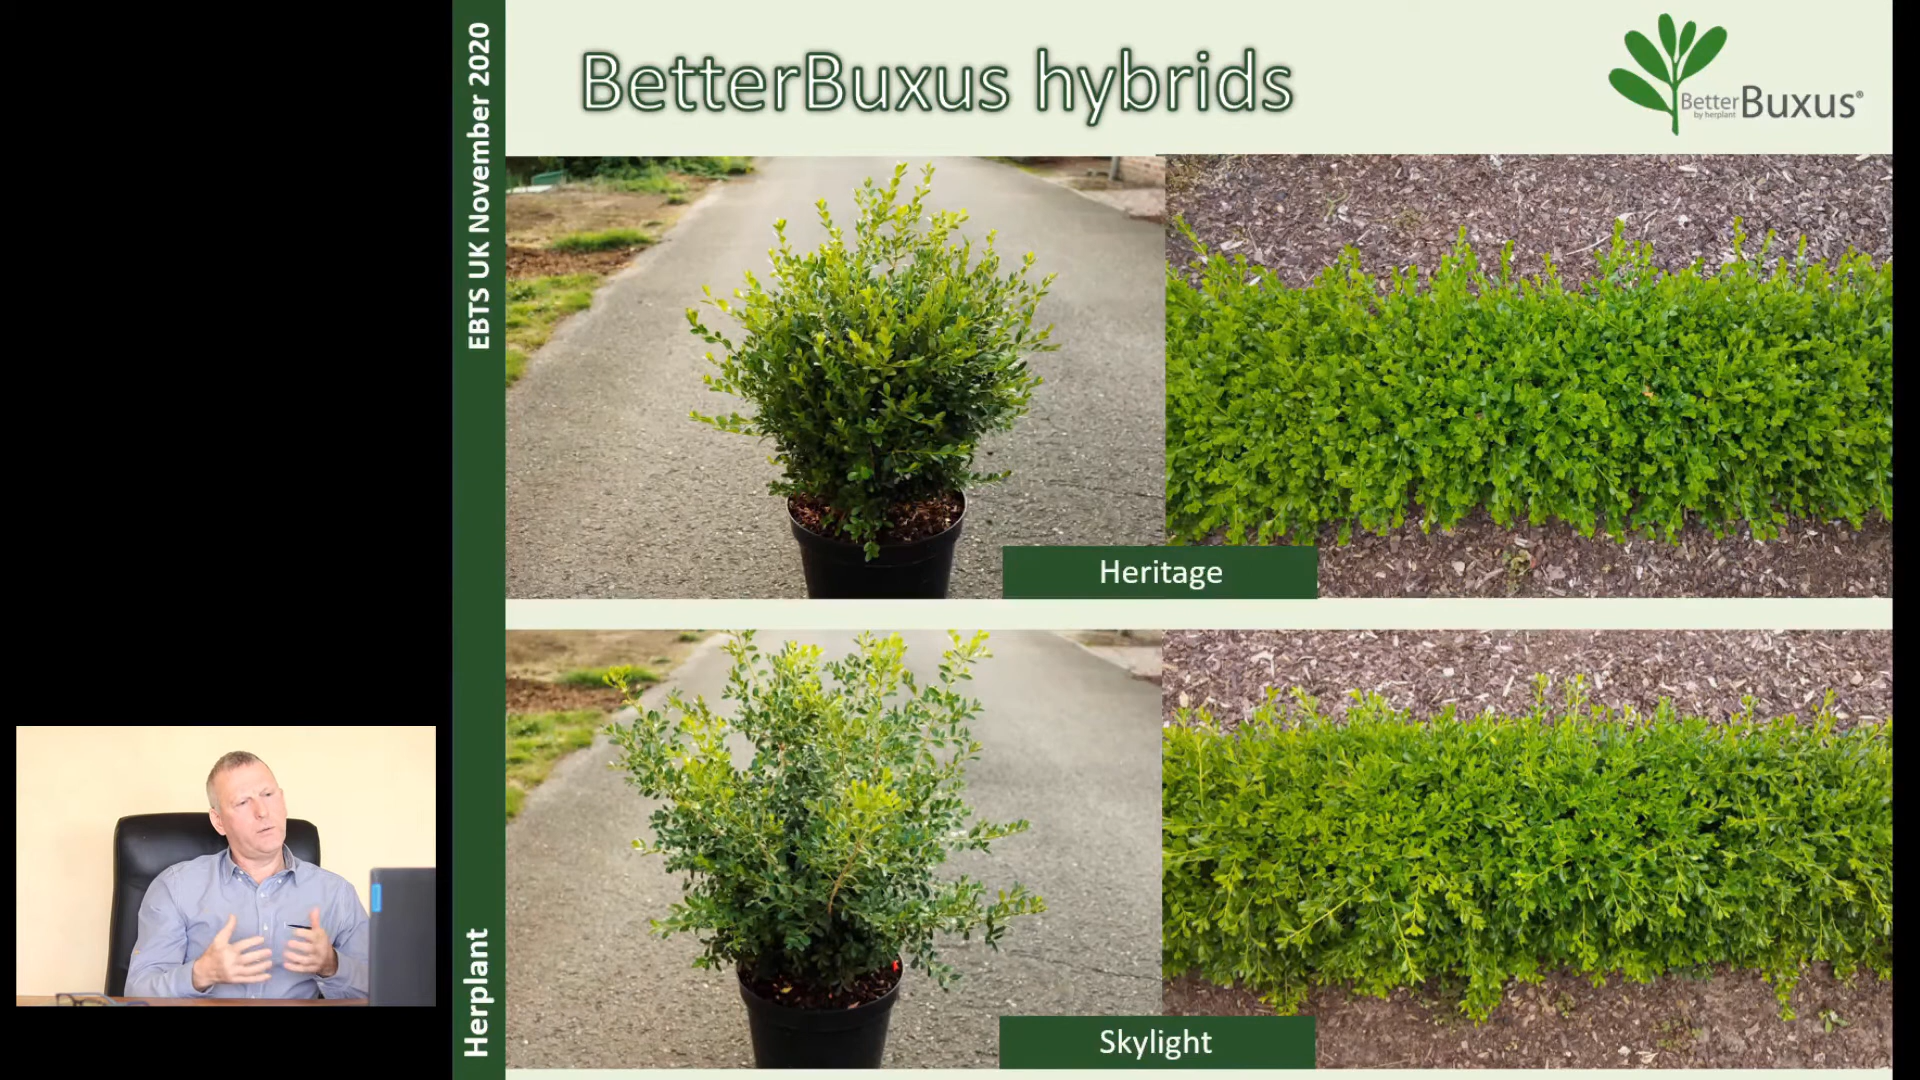 EBTS UK November 2020
Herplant
BetterBuxus hybrids
Better Buxus®
by herplant
Heritage
Skylight